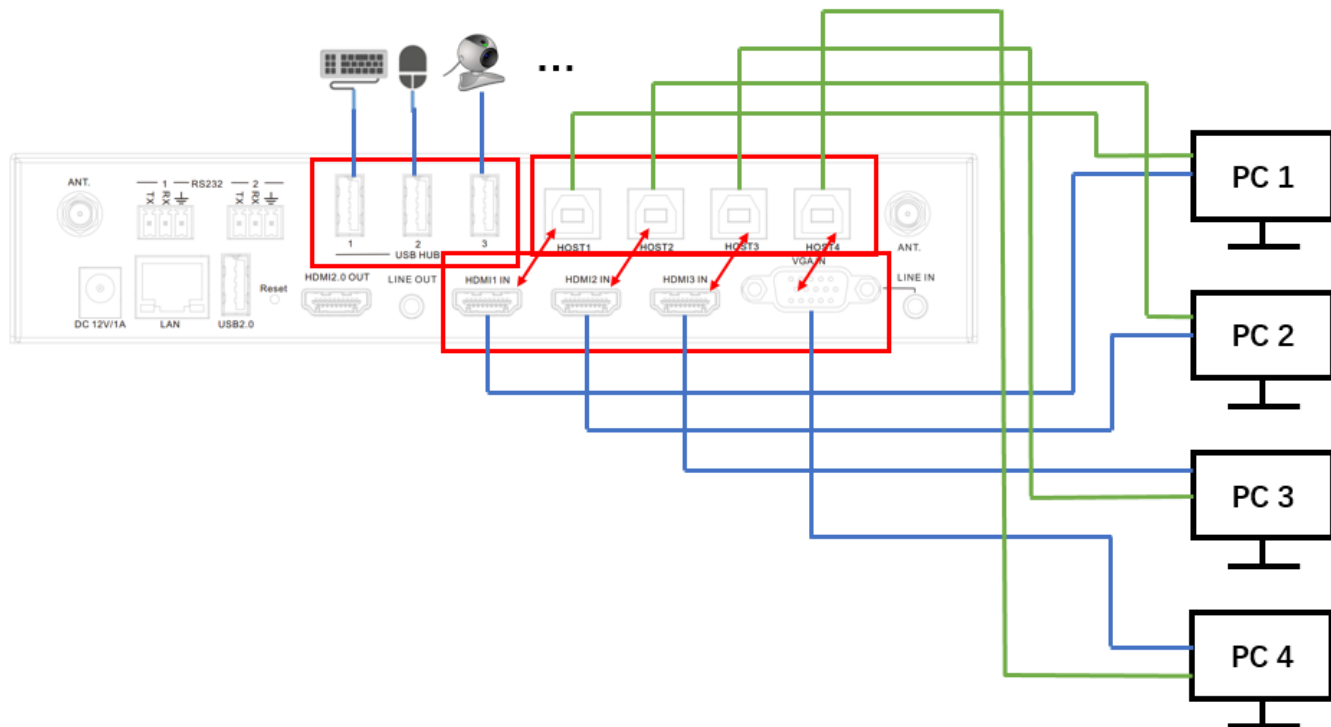 ...
PC 1
ANT.
1 RS232 2
TX RX TX RX
1 2 3
USB HUB
HOST1 HOST2 HOST3 HOST4
ANT.
HDMI2.0 OUT LINE OUT HDMI1 IN HDMI2 IN HDMI3 IN VGA IN LINE IN
Reset
DC 12V/1A LAN USB2.0
PC 2
PC 3
PC 4